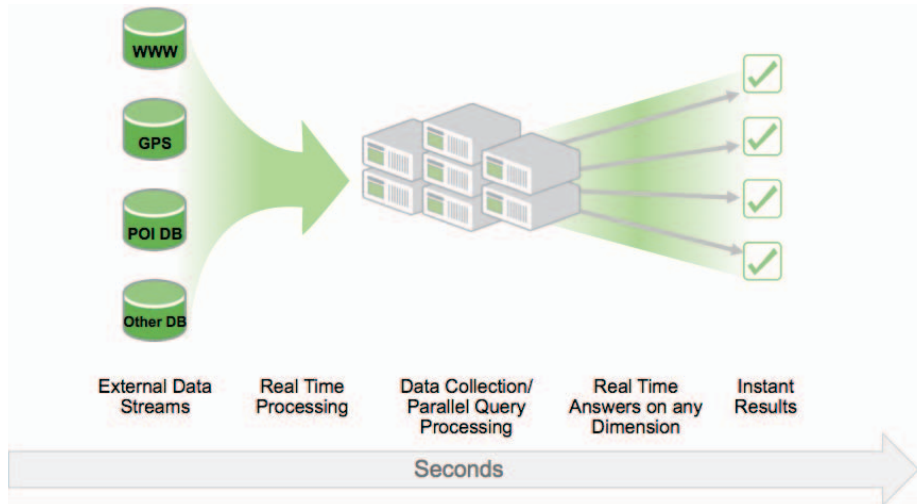 WWW
GPS
POI DB
Other DB
External Data
Streams
Real Time
Processing
Data Collection/
Parallel Query
Processing
Real Time
Answers on any
Dimension
Instant
Results
Seconds